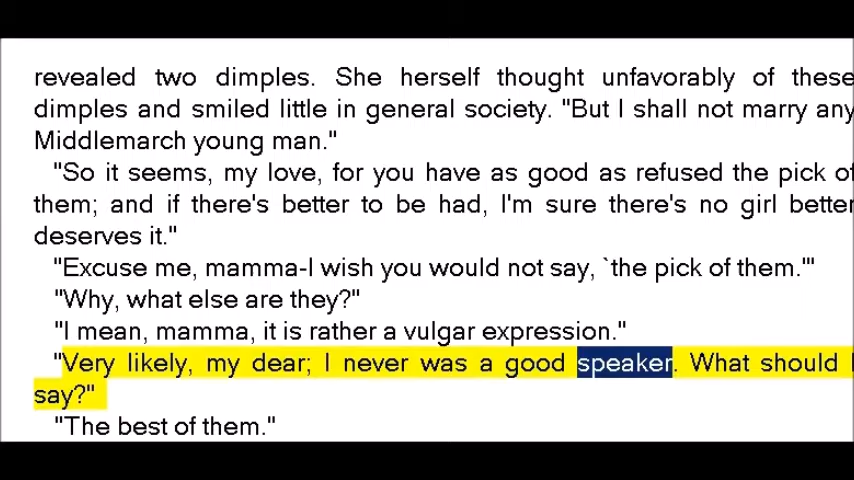 revealed two dimples. She herself thought unfavorably of these
dimples and smiled little in general society. "But I shall not marry any
Middlemarch young man."
"So it seems, my love, for you have as good as refused the pick of
them; and if there's better to be had, I'm sure there's no girl better
deserves it."
"Excuse me, mamma-I wish you would not say, `the pick of them.'"
"Why, what else are they?"
"I mean, mamma, it is rather a vulgar expression."
"Very likely, my dear; I never was a good speaker. What should I
say?"
"The best of them."